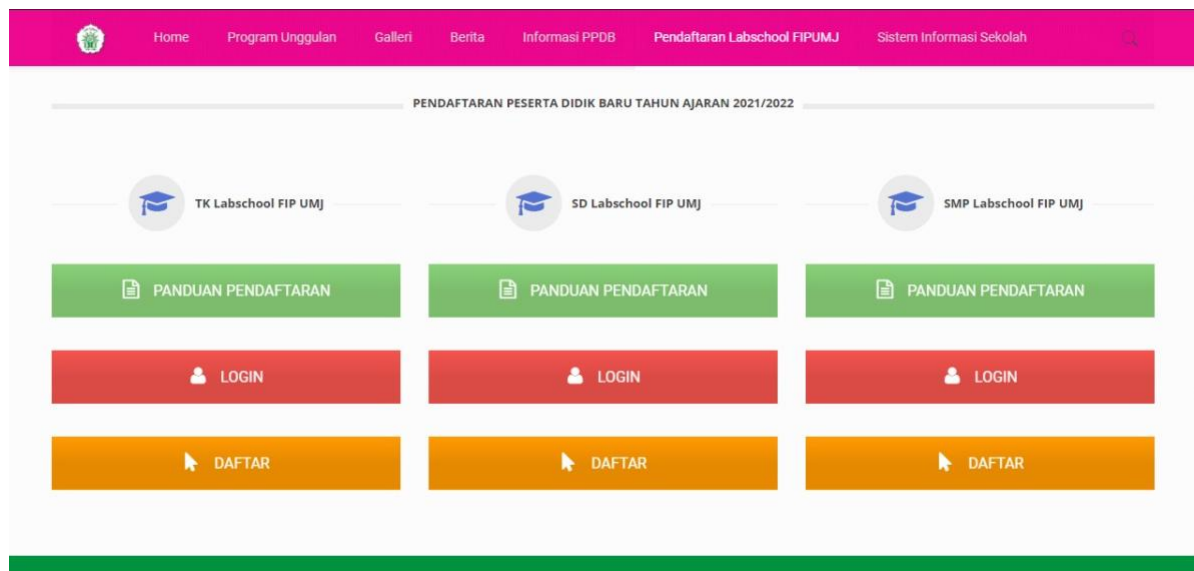 Home Program Unggulan Galleri Berita Informasi PPDB Pendaftaran Labschool FIPUMJ Sistem Informasi Sekolah
PENDAFTARAN PESERTA DIDIK BARU TAHUN AJARAN 2021/2022
TK Labschool FIP UMJ
SD Labschool FIP UMJ
SMP Labschool FIP UMJ
PANDUAN PENDAFTARAN
PANDUAN PENDAFTARAN
PANDUAN PENDAFTARAN
LOGIN
LOGIN
LOGIN
DAFTAR
DAFTAR
DAFTAR